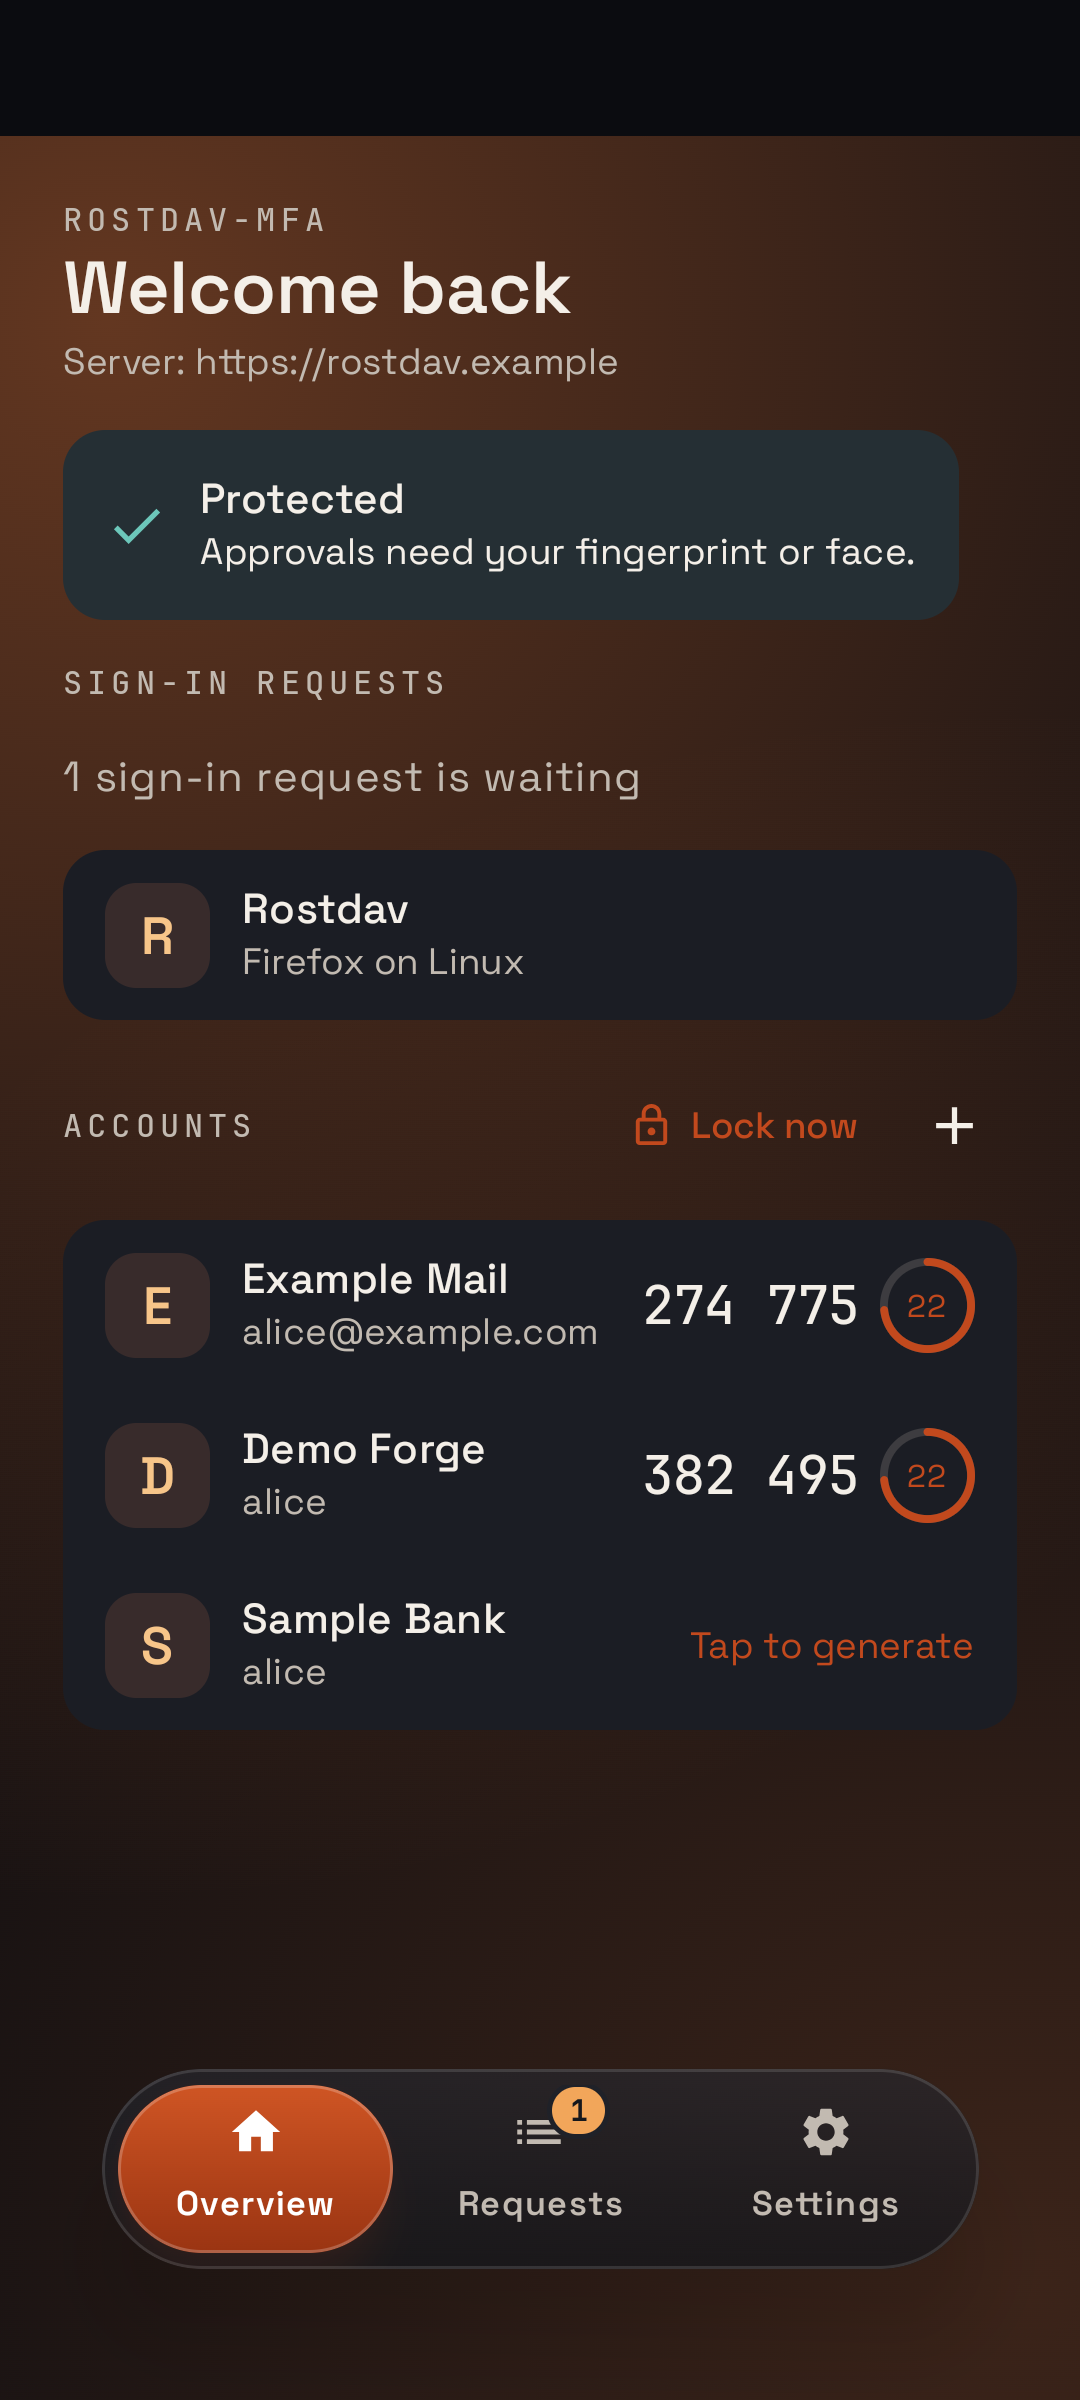 ROSTDAV-MFA
Welcome back
Server: https://rostdav.example
Protected
Approvals need your fingerprint or face.
SIGN-IN REQUESTS
1 sign-in request is waiting
R
Rostdav
Firefox on Linux
ACCOUNTS
Lock now
E
Example Mail
274 775
22
alice@example.com
D
Demo Forge
382 495
22
alice
S
Sample Bank
Tap to generate
alice
1
Overview
Requests
Settings